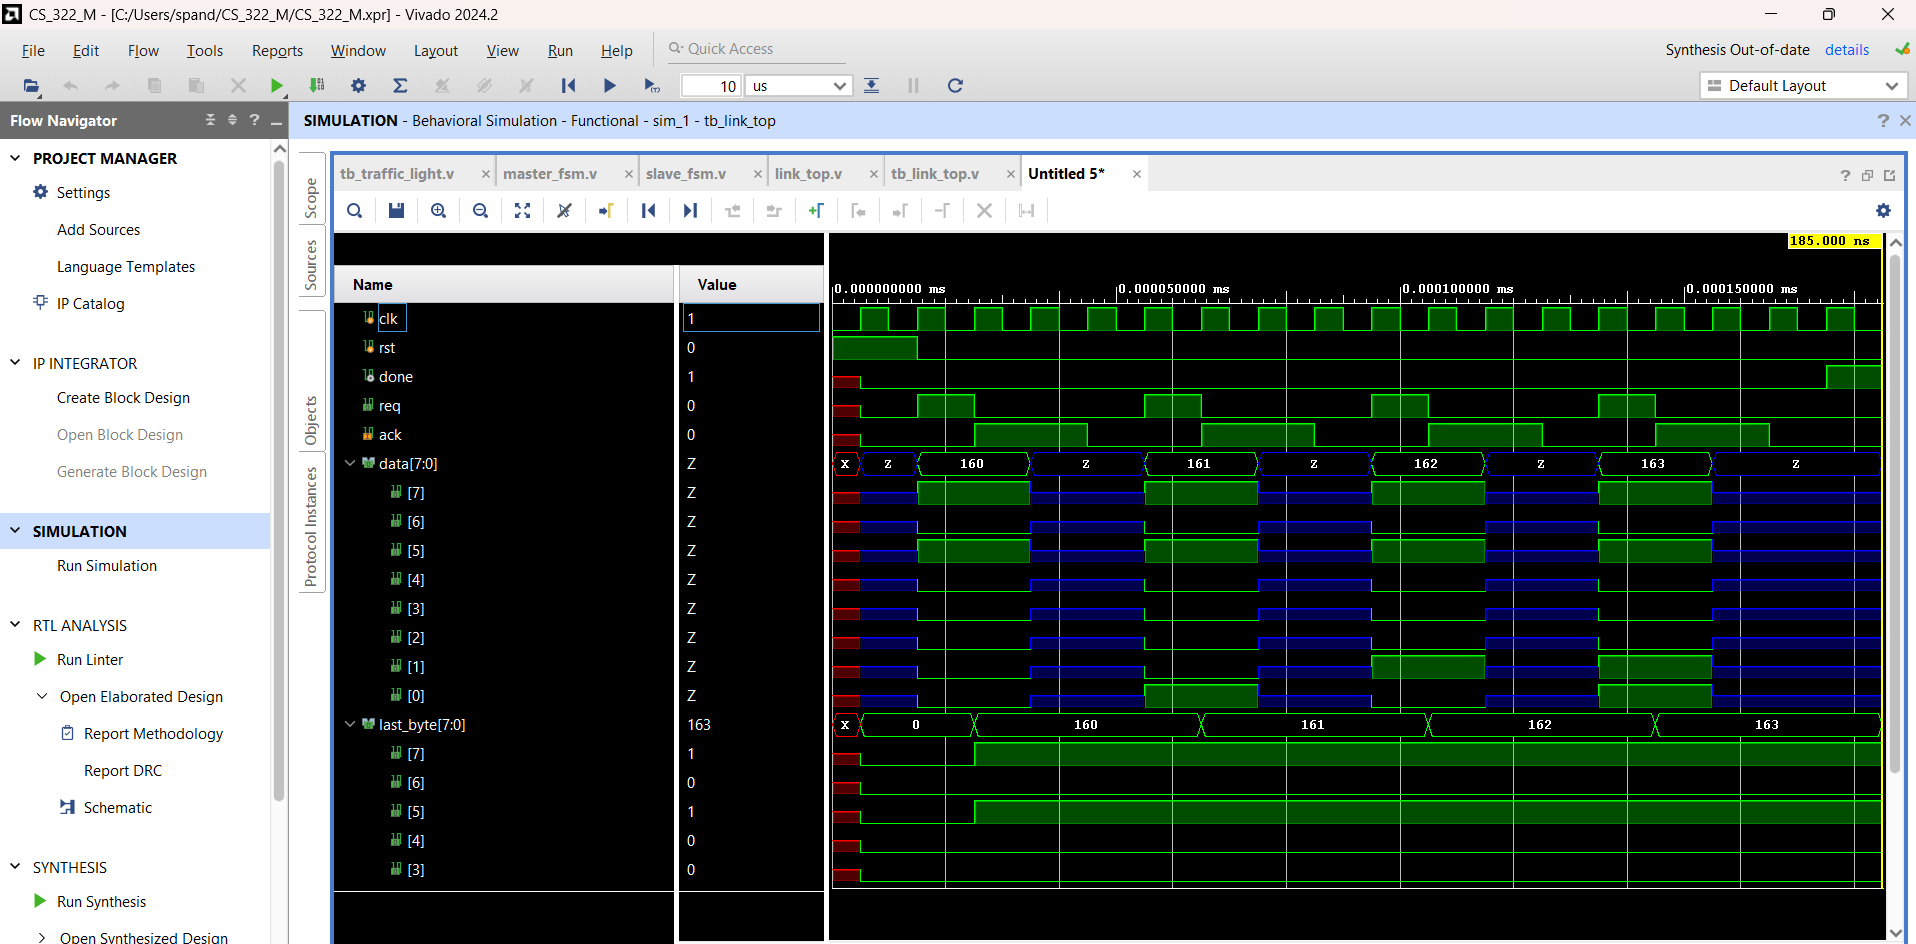 CS_322_M - [C:/Users/spand/CS_322_M/CS_322_M.xpr] - Vivado 2024.2
File Edit Flow Tools Reports Window Layout View Run Help Quick Access
Synthesis Out-of-date details
10 us
Default Layout
Flow Navigator
SIMULATION - Behavioral Simulation - Functional - sim_1 - tb_link_top
PROJECT MANAGER
Settings
Add Sources
Language Templates
IP Catalog
IP INTEGRATOR
Create Block Design
Open Block Design
Generate Block Design
SIMULATION
Run Simulation
RTL ANALYSIS
Run Linter
Open Elaborated Design
Report Methodology
Report DRC
Schematic
SYNTHESIS
Run Synthesis
Open Synthesized Design
Scope
Sources
Objects
Protocol Instances
tb_traffic_light.v master_fsm.v slave_fsm.v link_top.v tb_link_top.v Untitled 5*
185.000 ns
Name Value
0.000000000 ms 0.000050000 ms 0.000100000 ms 0.000150000 ms
clk 1
rst 0
done 1
req 0
ack 0
data[7:0] Z X Z 160 Z 161 Z 162 Z 163 Z
[7] Z
[6] Z
[5] Z
[4] Z
[3] Z
[2] Z
[1] Z
[0] Z
last_byte[7:0] 163 X 0 160 161 162 163
[7] 1
[6] 0
[5] 1
[4] 0
[3] 0